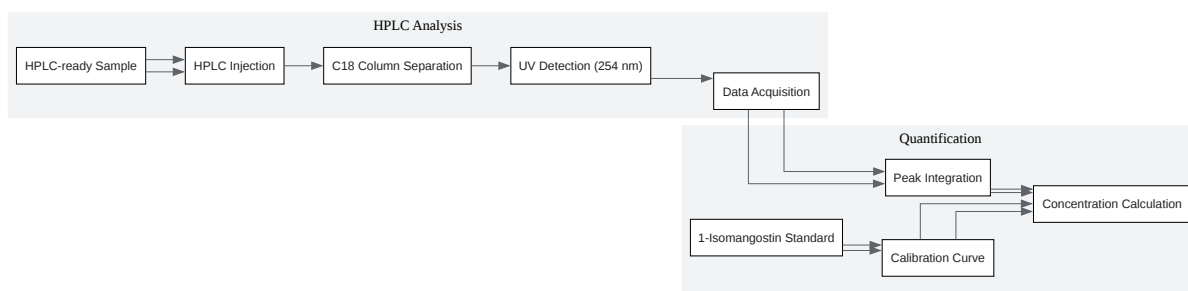 HPLC Analysis
HPLC-ready Sample
HPLC Injection
C18 Column Separation
UV Detection (254 nm)
Data Acquisition
Quantification
Peak Integration
Concentration Calculation
1-Isomangostin Standard
Calibration Curve